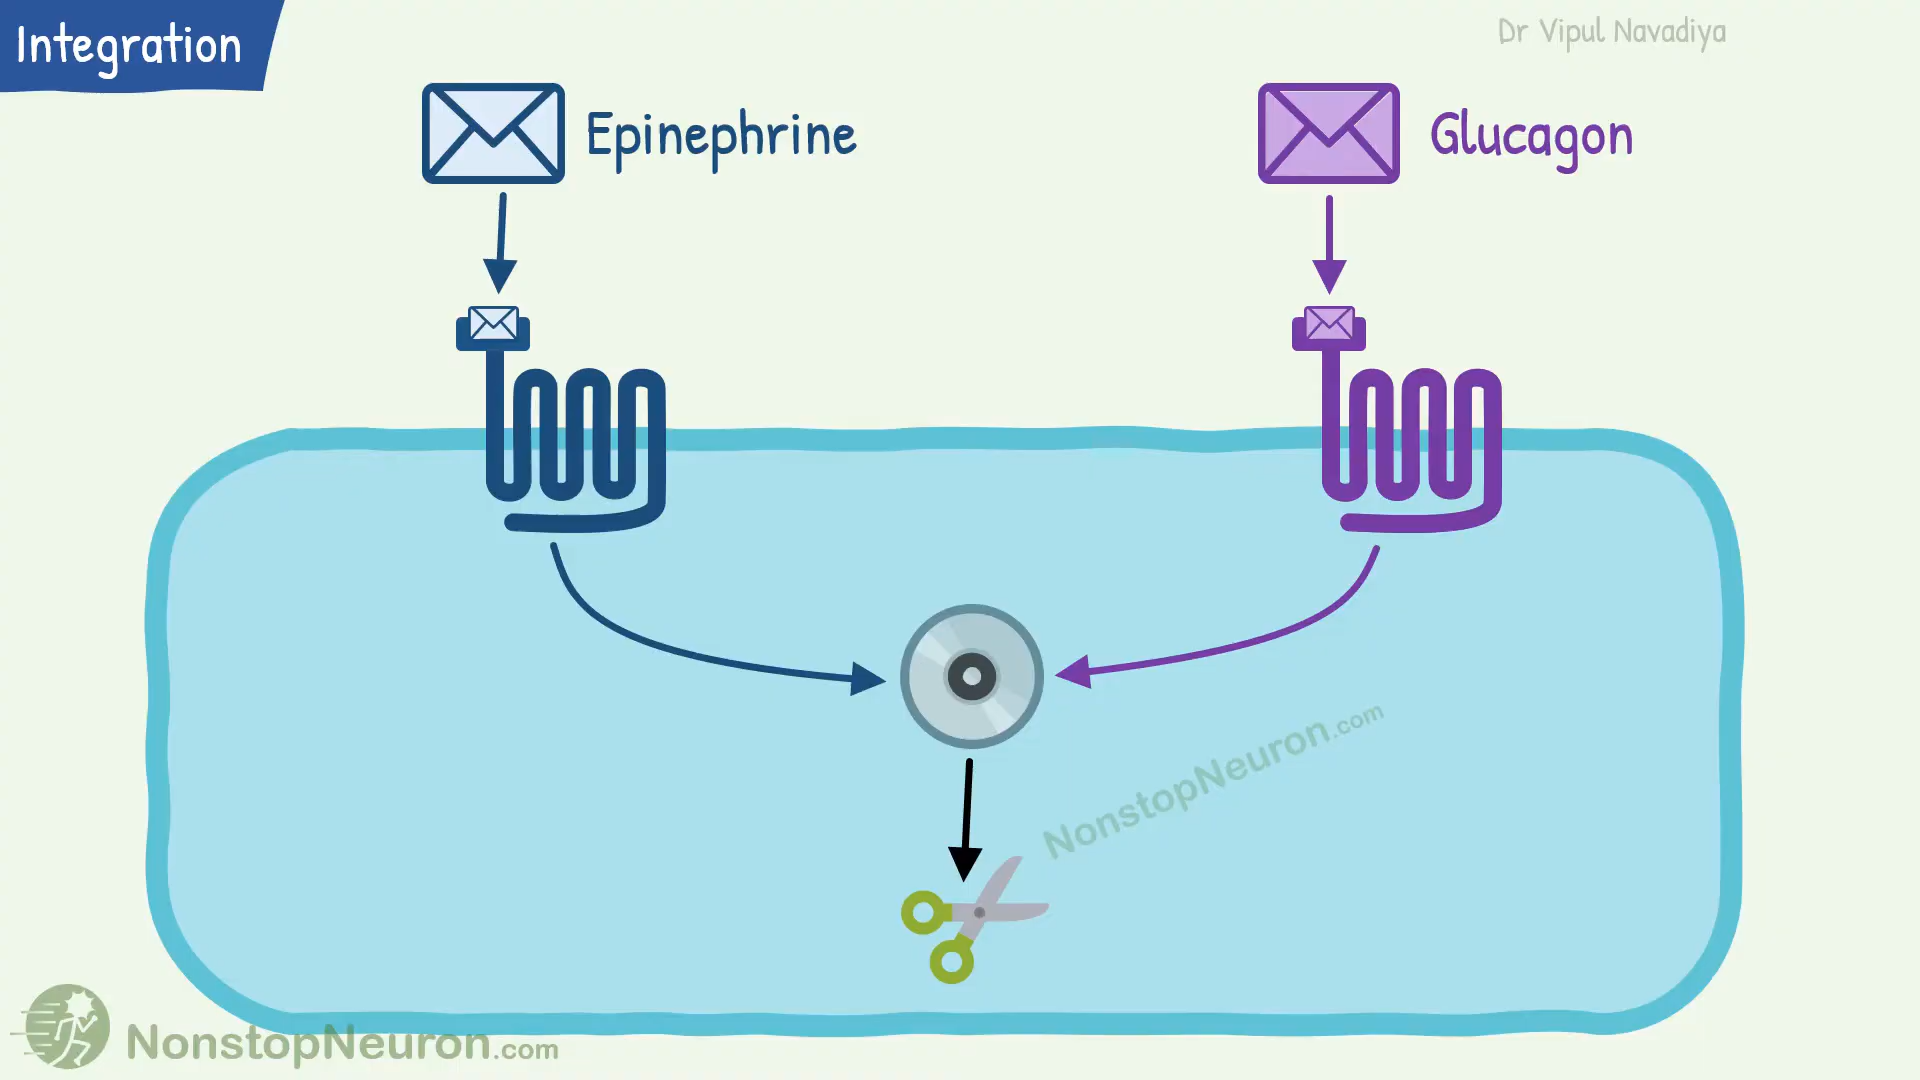 Integration
Dr Vipul Navadiya
Epinephrine
Glucagon
NonstopNeuron.com
NonstopNeuron.com